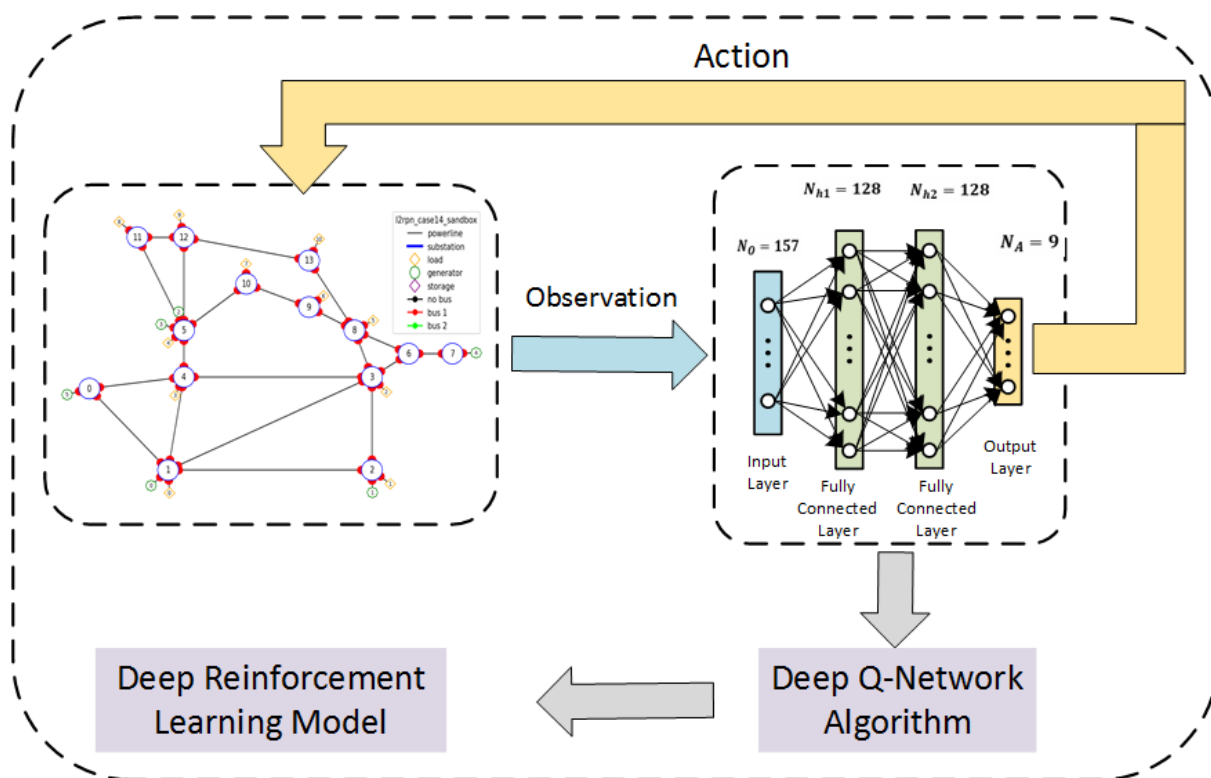 Action
l2rpn_case14_sandbox
powerline
substation
load
generator
storage
no bus
bus 1
bus 2
11
12
13
10
9
5
8
6
7
4
3
0
1
2
Observation
N_h1 = 128
N_h2 = 128
N_0 = 157
N_A = 9
Input
Layer
Fully
Connected
Layer
Fully
Connected
Layer
Output
Layer
Deep Reinforcement
Learning Model
Deep Q-Network
Algorithm